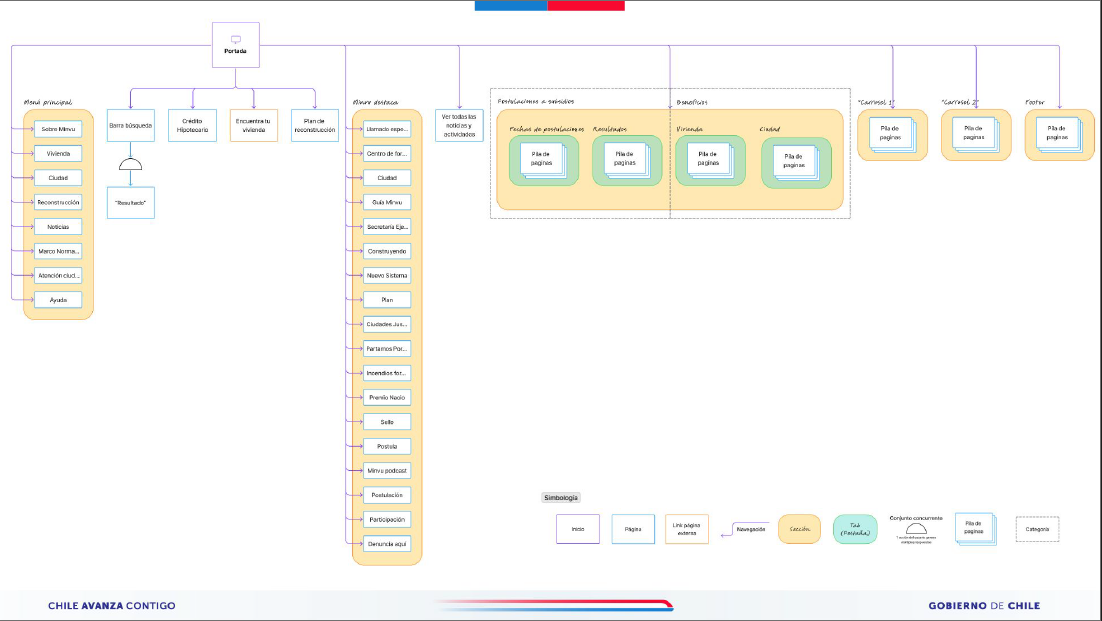 Portada
Menú principal
Sobre Minvu
Vivienda
Ciudad
Reconstrucción
Noticias
Marco Norma...
Atención ciud...
Ayuda
Barra búsqueda
"Resultado"
Crédito
Hipotecario
Encuentra tu
vivienda
Plan de
reconstrucción
Minvu destaca
Llamado espe...
Centro de for...
Ciudad
Guía Minvu
Secretaría Eje...
Construyendo
Nuevo Sistema
Plan
Ciudades Jus...
Partamos Por...
Incendios for...
Premio Nacio
Sello
Postula
Minvu podcast
Postulación
Participación
Denuncia aquí
Ver todas las
noticias y
actividades
Postulaciones a subsidios
Fechas de postulaciones
Pila de
paginas
Resultados
Pila de
paginas
Beneficios
Vivienda
Pila de
paginas
Ciudad
Pila de
paginas
"Carrusel 1"
Pila de
paginas
"Carrusel 2"
Pila de
paginas
Footer
Pila de
paginas
Simbología
Inicio
Página
Link página
externa
Navegación
Sección
Tab
(Pestaña)
Conjunto concurrente
Pila de
paginas
Categoría
CHILE AVANZA CONTIGO
GOBIERNO DE CHILE